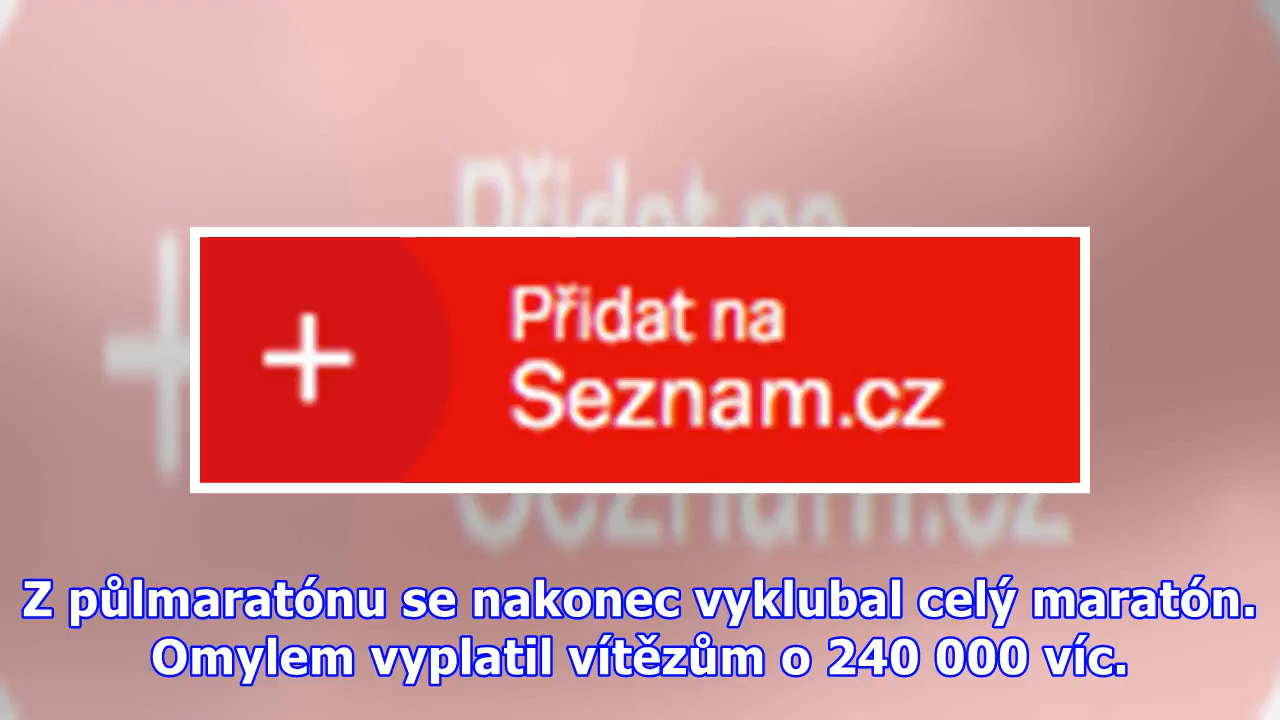 Přidat na
Seznam.cz
Z půlmaratónu se nakonec vyklubal celý maratón.
Omylem vyplatil vítězům o 240 000 víc.